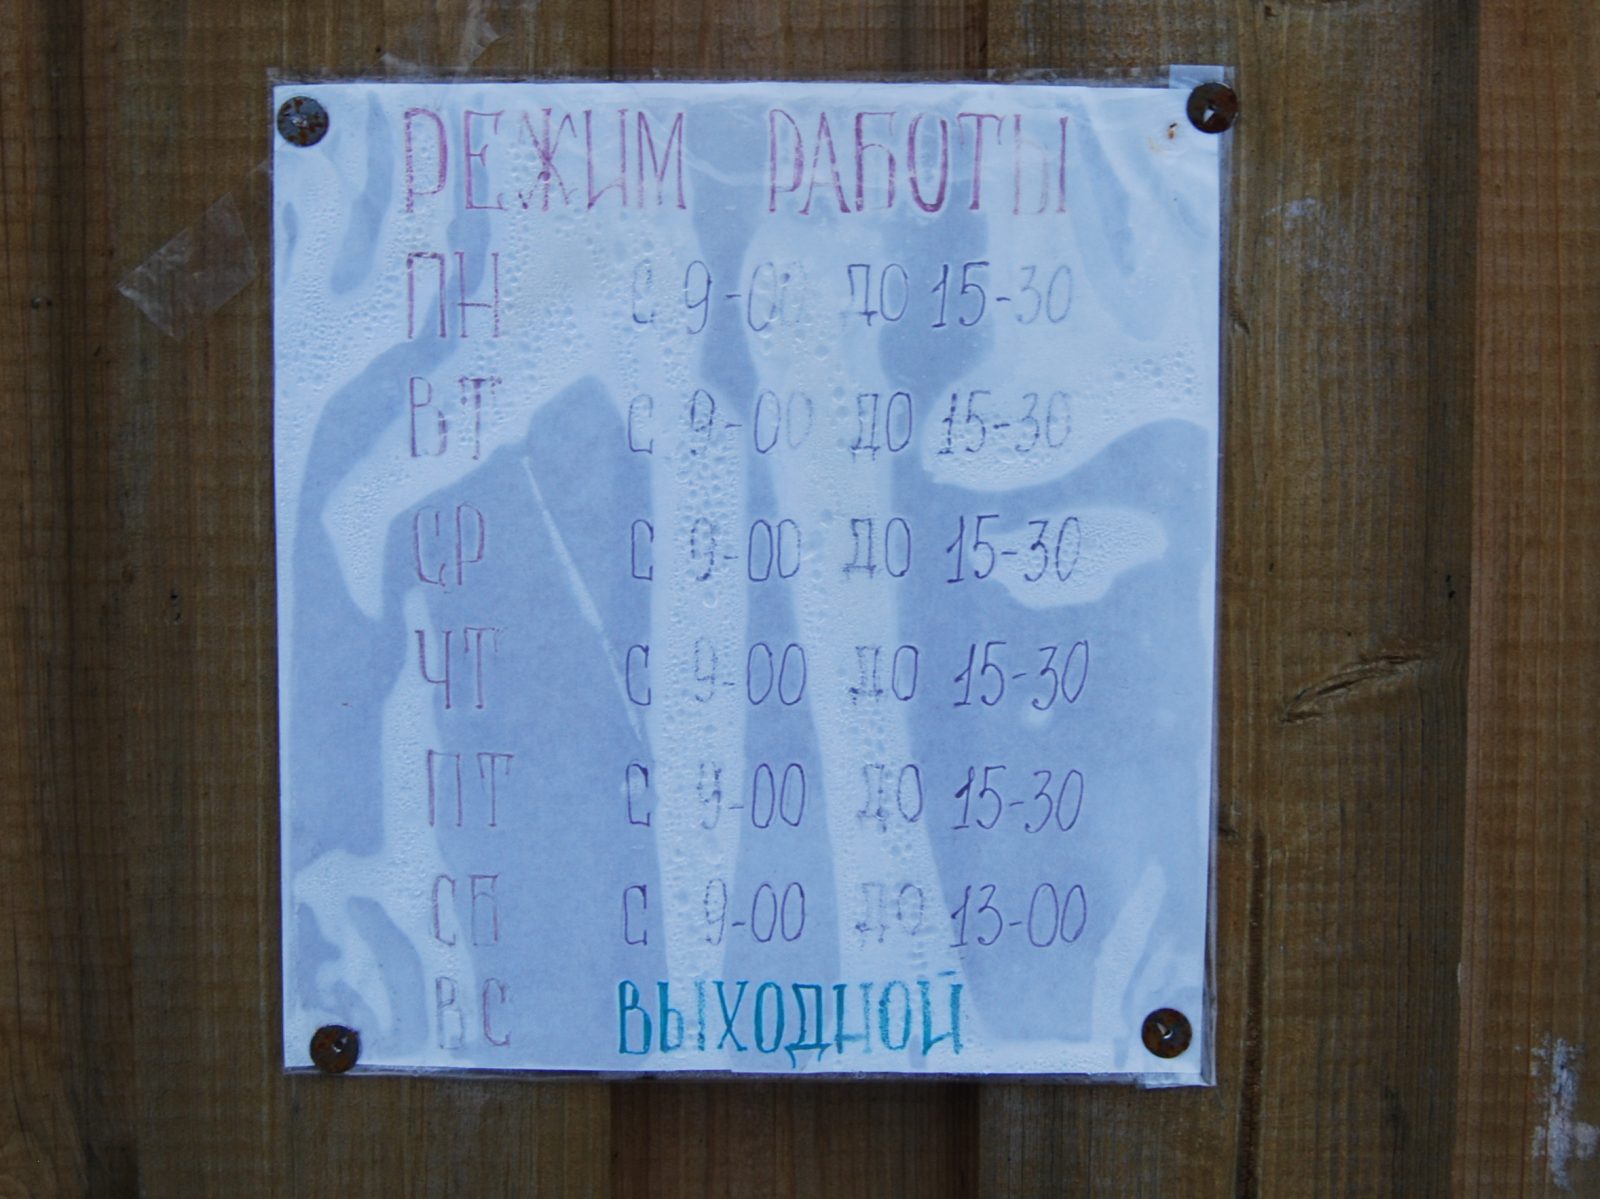 РЕЖИМ РАБОТЫ
ПН С 9-00 ДО 15-30
ВТ С 9-00 ДО 15-30
СР С 9-00 ДО 15-30
ЧТ С 9-00 ДО 15-30
ПТ С 9-00 ДО 15-30
СБ С 9-00 ДО 13-00
ВС ВЫХОДНОЙ